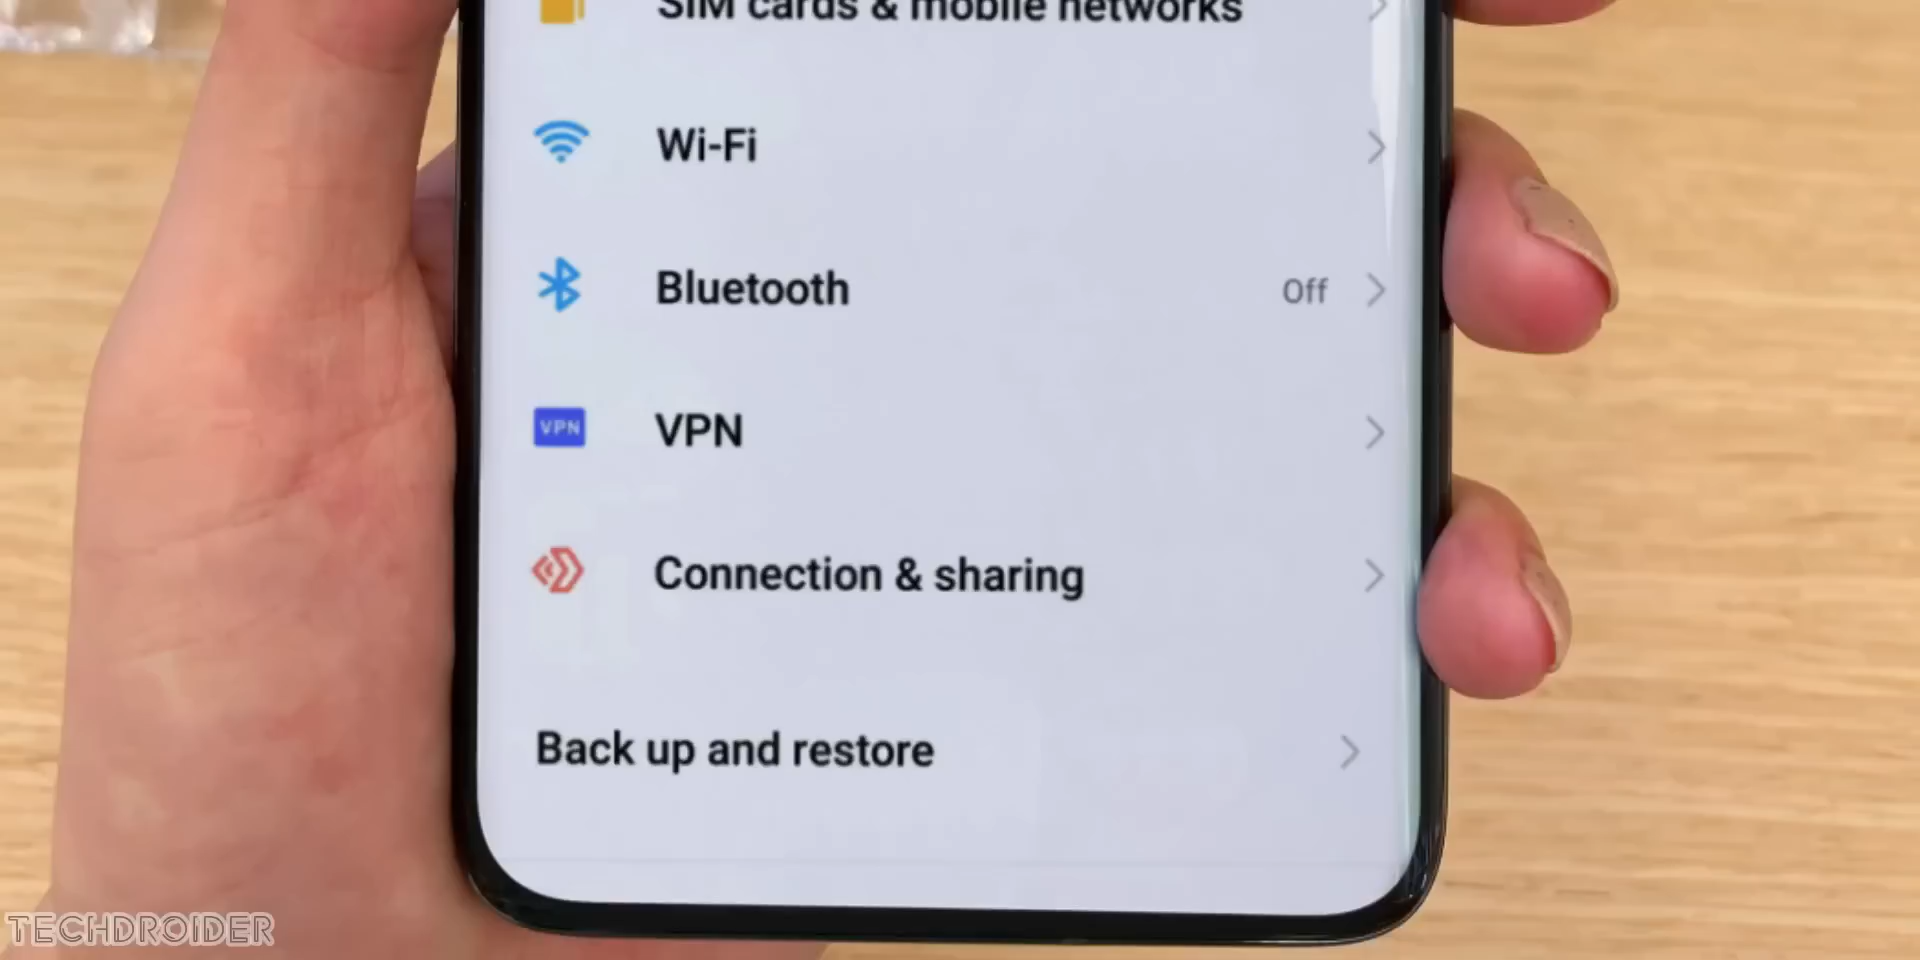 SIM cards & mobile networks
Wi-Fi
Bluetooth Off
VPN VPN
Connection & sharing
Back up and restore
TECHDROIDER